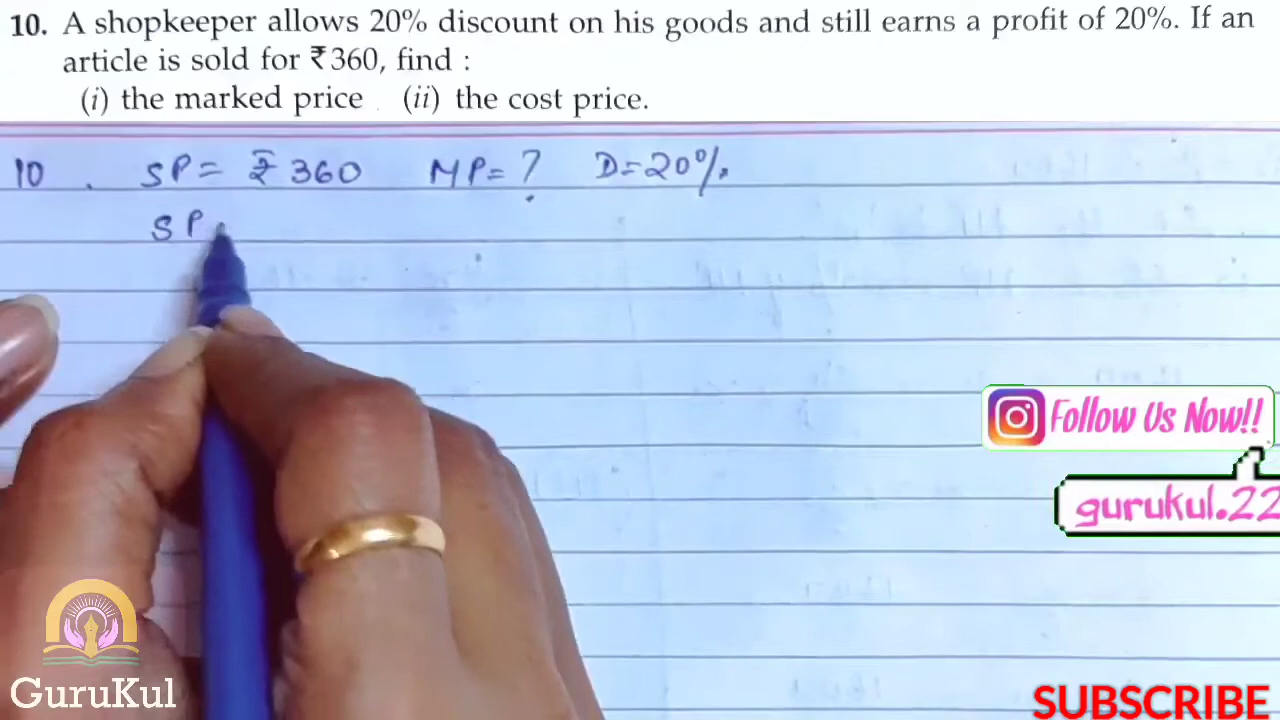 10. A shopkeeper allows 20% discount on his goods and still earns a profit of 20%. If an
article is sold for ₹360, find :
(i) the marked price (ii) the cost price.
10 . SP = ₹ 360 MP = ? D = 20%.
SP
Follow Us Now!!
gurukul.22
GuruKul
SUBSCRIBE